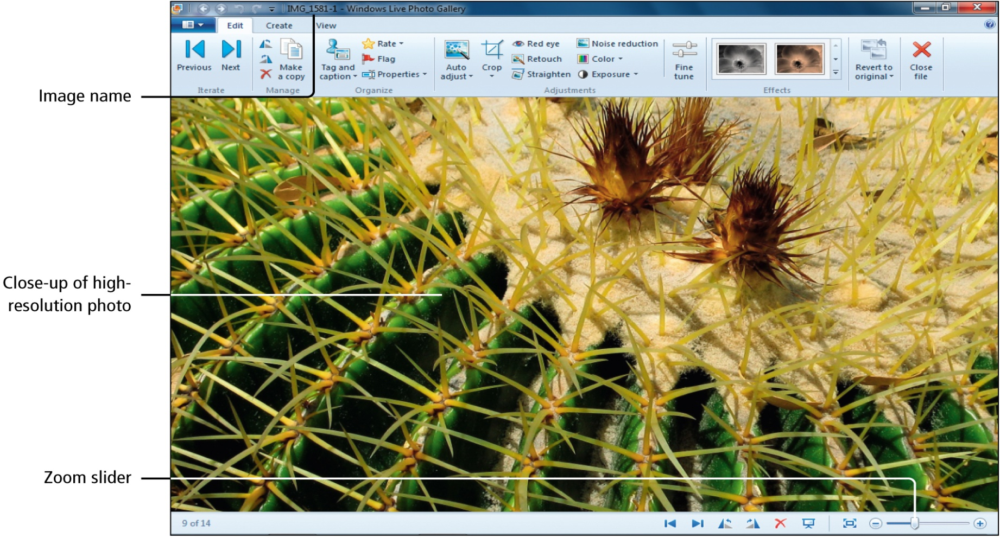 IMG_1581-1 - Windows Live Photo Gallery
Edit Create View
Previous
Next
Make
a copy
Tag and
caption
Rate
Flag
Properties
Auto
adjust
Crop
Red eye
Retouch
Straighten
Noise reduction
Color
Exposure
Fine
tune
Revert to
original
Close
file
Iterate Manage Organize Adjustments Effects
Image name
Close-up of high-
resolution photo
Zoom slider
9 of 14